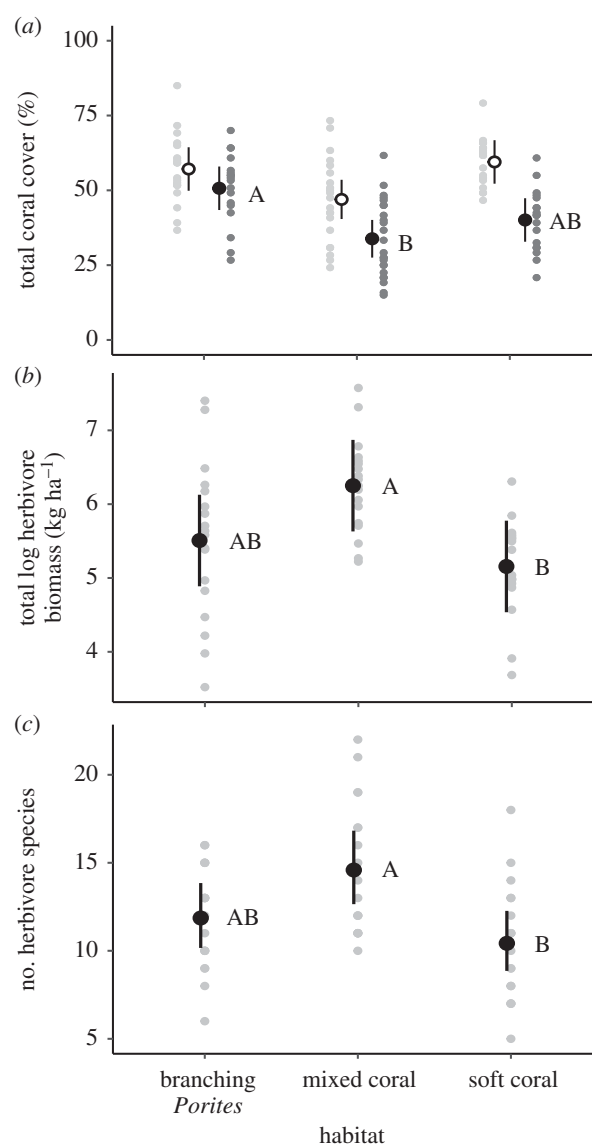 (a)
100
75
50
25
0
total coral cover (%)
A
B
AB
(b)
7
6
5
4
total log herbivore
biomass (kg ha⁻¹)
AB
A
B
(c)
20
15
10
5
no. herbivore species
AB
A
B
branching
Porites
mixed coral
soft coral
habitat